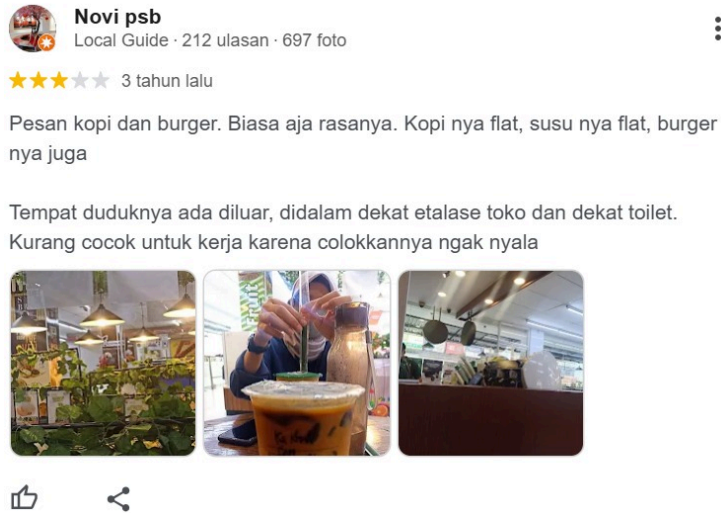 Novi psb
Local Guide · 212 ulasan · 697 foto
3 tahun lalu
Pesan kopi dan burger. Biasa aja rasanya. Kopi nya flat, susu nya flat, burger
nya juga
Tempat duduknya ada diluar, didalam dekat etalase toko dan dekat toilet.
Kurang cocok untuk kerja karena colokkannya ngak nyala